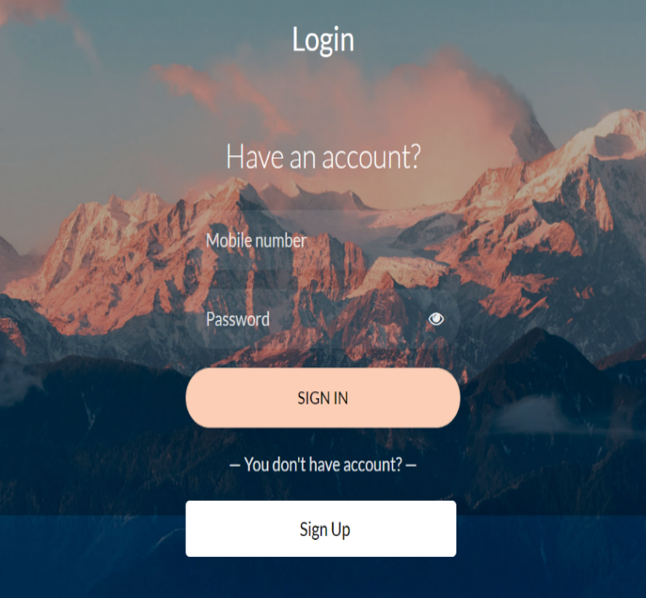 Login
Have an account?
Mobile number
Password
SIGN IN
— You don't have account? —
Sign Up